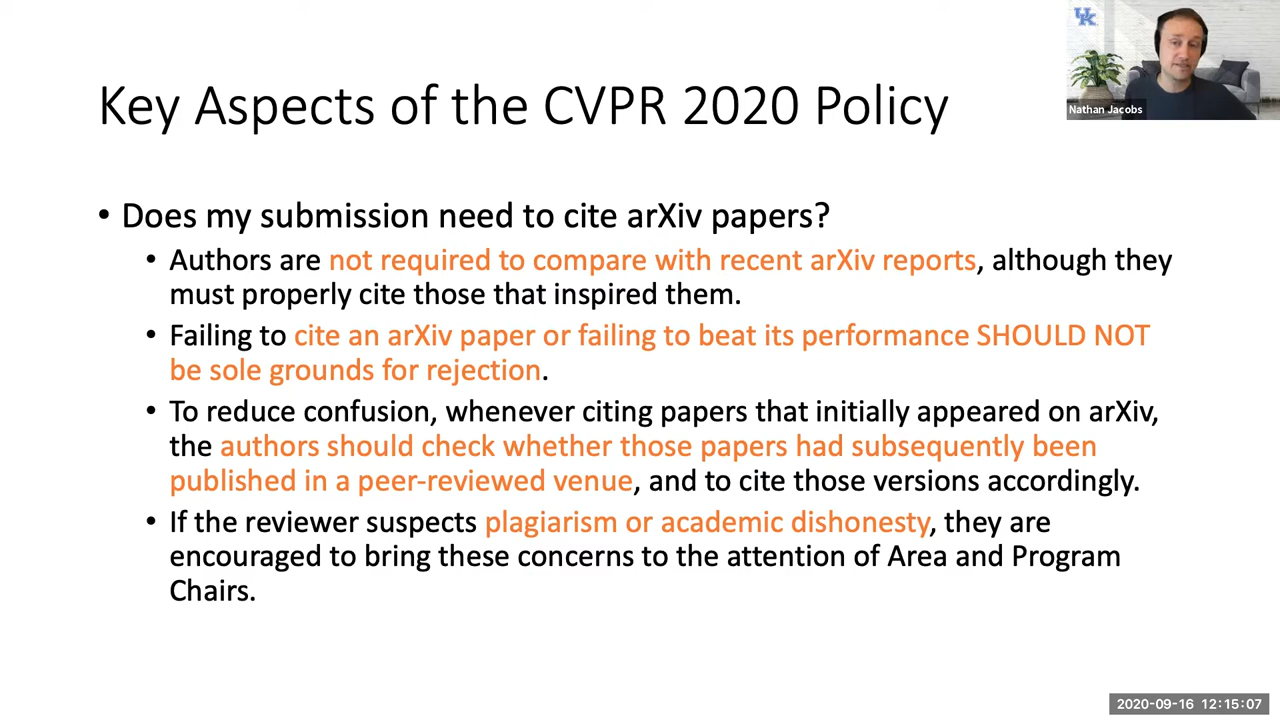 UK
Nathan Jacobs
Key Aspects of the CVPR 2020 Policy
• Does my submission need to cite arXiv papers?
• Authors are not required to compare with recent arXiv reports, although they
must properly cite those that inspired them.
• Failing to cite an arXiv paper or failing to beat its performance SHOULD NOT
be sole grounds for rejection.
• To reduce confusion, whenever citing papers that initially appeared on arXiv,
the authors should check whether those papers had subsequently been
published in a peer-reviewed venue, and to cite those versions accordingly.
• If the reviewer suspects plagiarism or academic dishonesty, they are
encouraged to bring these concerns to the attention of Area and Program
Chairs.
2020-09-16 12:15:07